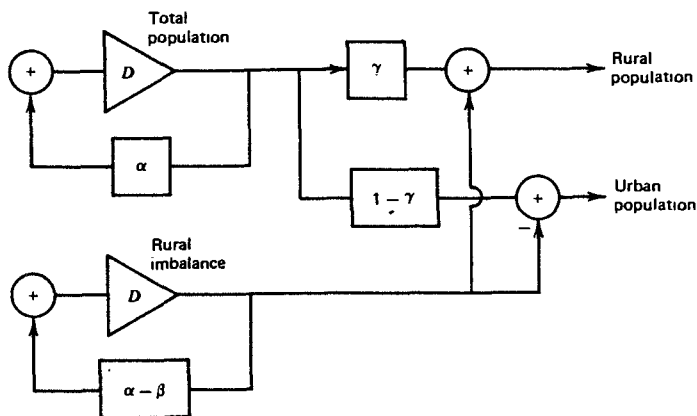 Total
population
+
D
γ
+
Rural
population
α
1 − γ
+
−
Urban
population
Rural
imbalance
+
D
α − β